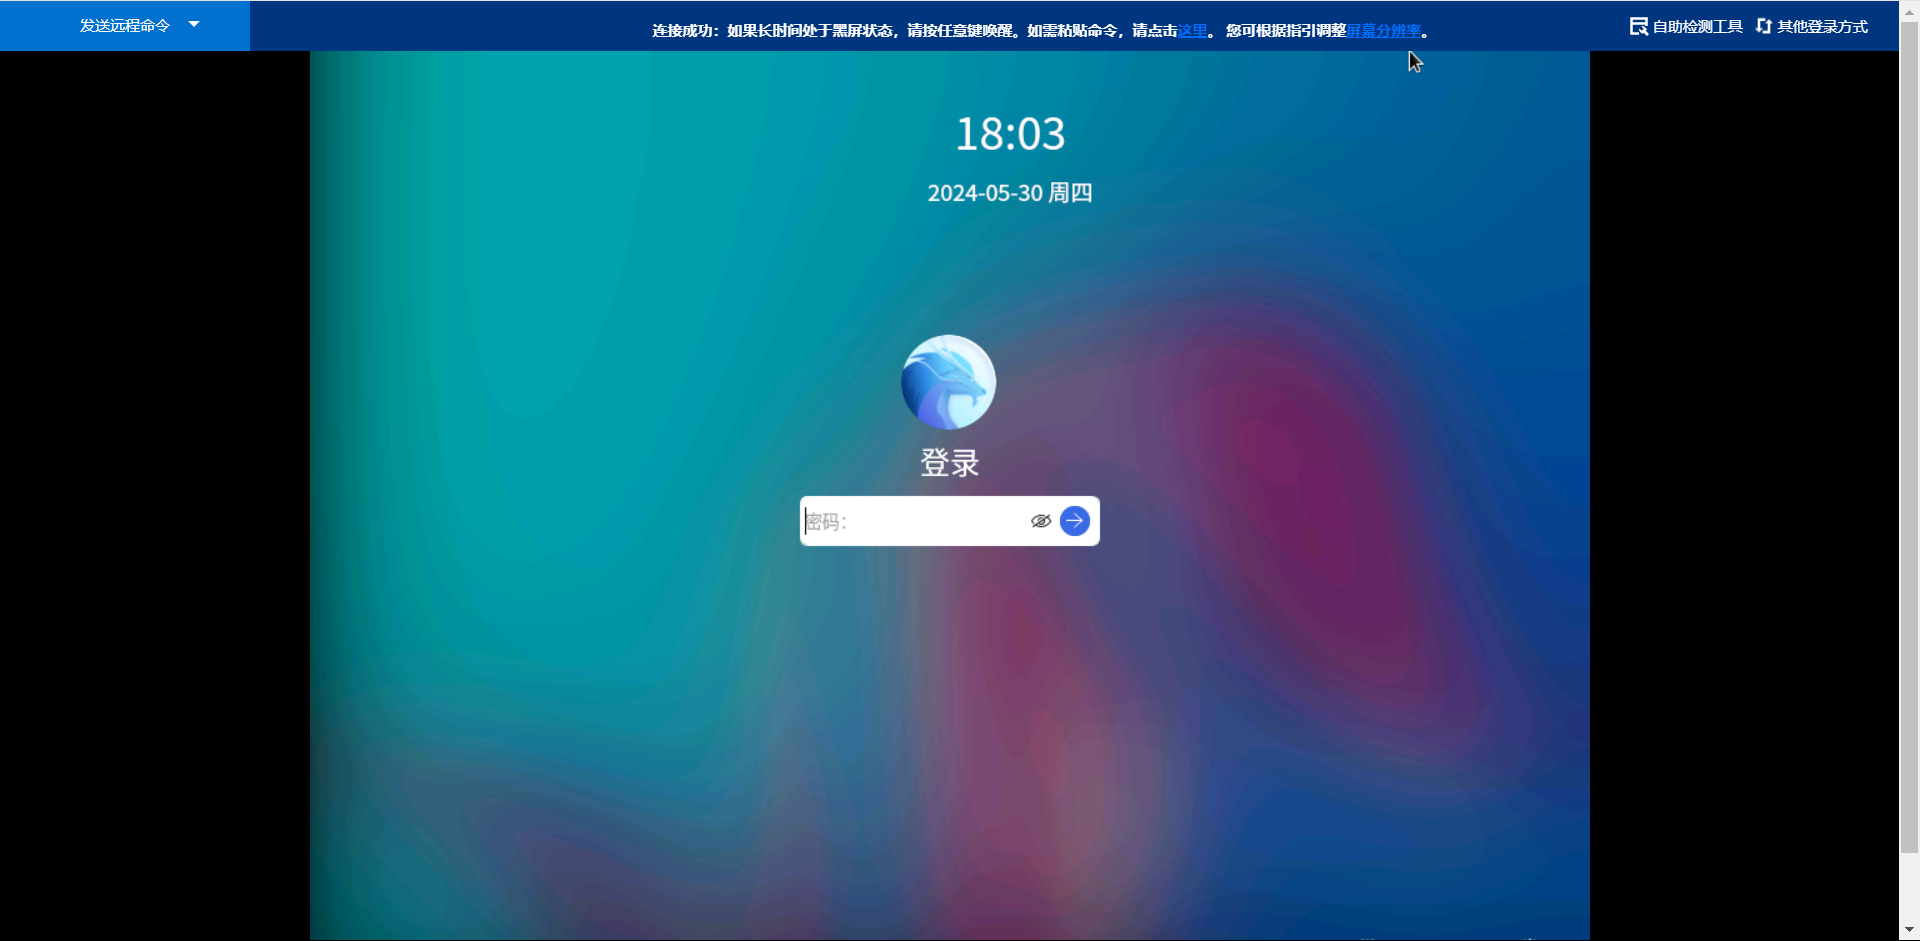 发送远程命令
连接成功：如果长时间处于黑屏状态，请按任意键唤醒。如需粘贴命令，请点击这里。 您可根据指引调整屏幕分辨率。
自助检测工具 其他登录方式
18:03
2024-05-30 周四
登录
密码：